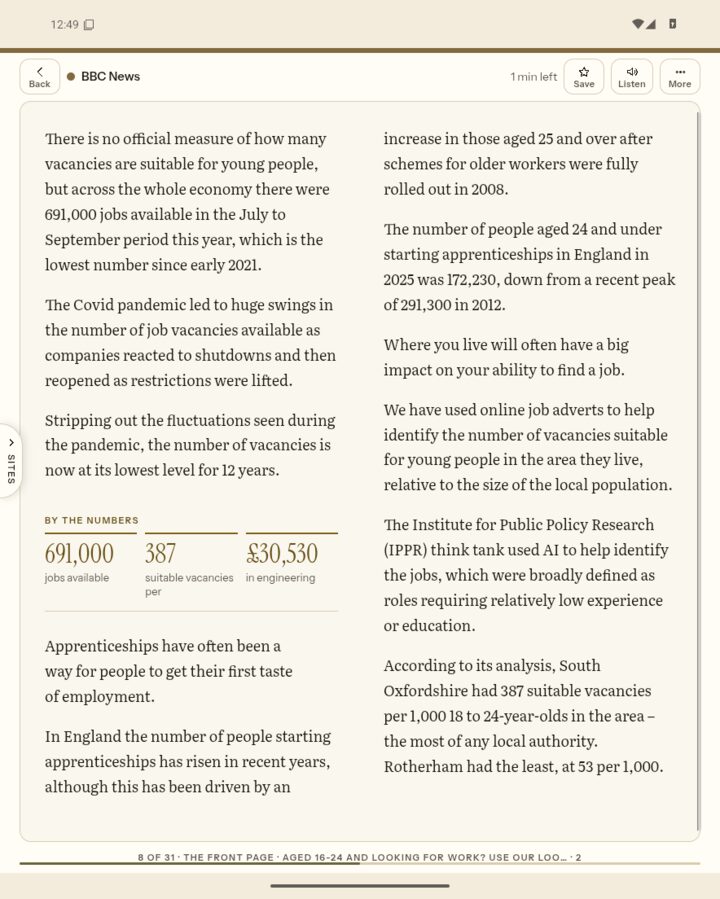 12:49
Back
BBC News
1 min left
Save
Listen
More
There is no official measure of how many
vacancies are suitable for young people,
but across the whole economy there were
691,000 jobs available in the July to
September period this year, which is the
lowest number since early 2021.
The Covid pandemic led to huge swings in
the number of job vacancies available as
companies reacted to shutdowns and then
reopened as restrictions were lifted.
Stripping out the fluctuations seen during
the pandemic, the number of vacancies is
now at its lowest level for 12 years.
SITES
BY THE NUMBERS
691,000
jobs available
387
suitable vacancies
per
£30,530
in engineering
Apprenticeships have often been a
way for people to get their first taste
of employment.
In England the number of people starting
apprenticeships has risen in recent years,
although this has been driven by an
increase in those aged 25 and over after
schemes for older workers were fully
rolled out in 2008.
The number of people aged 24 and under
starting apprenticeships in England in
2025 was 172,230, down from a recent peak
of 291,300 in 2012.
Where you live will often have a big
impact on your ability to find a job.
We have used online job adverts to help
identify the number of vacancies suitable
for young people in the area they live,
relative to the size of the local population.
The Institute for Public Policy Research
(IPPR) think tank used AI to help identify
the jobs, which were broadly defined as
roles requiring relatively low experience
or education.
According to its analysis, South
Oxfordshire had 387 suitable vacancies
per 1,000 18 to 24-year-olds in the area –
the most of any local authority.
Rotherham had the least, at 53 per 1,000.
8 OF 31 · THE FRONT PAGE · AGED 16-24 AND LOOKING FOR WORK? USE OUR LOO… · 2